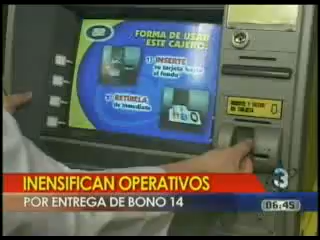 FORMA DE USAR
ESTE CAJERO:
1) INSERTE
su tarjeta hasta
el fondo
2) RETIRELA
de inmediato
INENSIFICAN OPERATIVOS
POR ENTREGA DE BONO 14
3
06:45